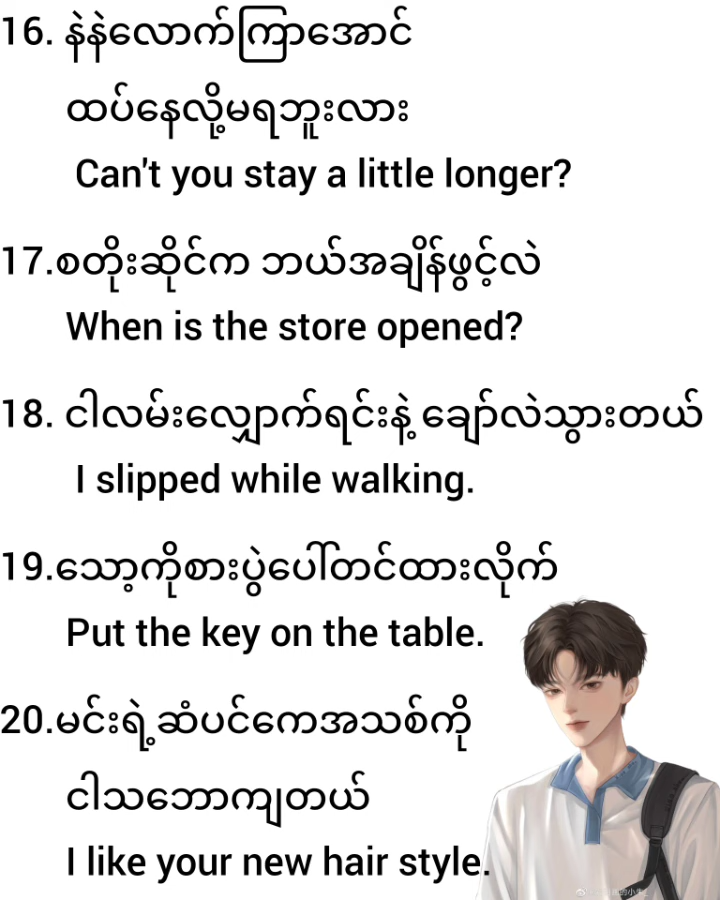 16. နဲနဲလောက်ကြာအောင်
ထပ်နေလို့မရဘူးလား
Can't you stay a little longer?
17.စတိုးဆိုင်က ဘယ်အချိန်ဖွင့်လဲ
When is the store opened?
18. ငါလမ်းလျှောက်ရင်းနဲ့ ချော်လဲသွားတယ်
I slipped while walking.
19.သော့ကိုစားပွဲပေါ်တင်ထားလိုက်
Put the key on the table.
20.မင်းရဲ့ဆံပင်ကေအသစ်ကို
ငါသဘောကျတယ်
I like your new hair style.